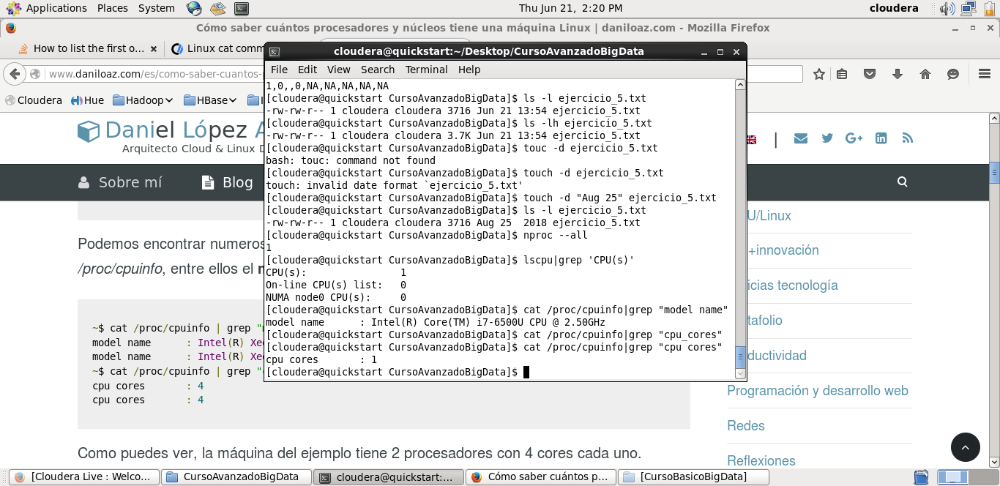 Applications Places System Thu Jun 21, 2:20 PM cloudera
Cómo saber cuántos procesadores y núcleos tiene una máquina Linux | daniloaz.com - Mozilla Firefox
How to list the first o... × Linux cat comm
www.daniloaz.com/es/como-saber-cuantos-
Cloudera Hue Hadoop HBase
Daniel López A
Arquitecto Cloud & Linux D
Sobre mí Blog
Podemos encontrar numeros
/proc/cpuinfo, entre ellos el
~$ cat /proc/cpuinfo | grep "
model name : Intel(R) Xe
model name : Intel(R) Xe
~$ cat /proc/cpuinfo | grep "
cpu cores : 4
cpu cores : 4
Como puedes ver, la máquina del ejemplo tiene 2 procesadores con 4 cores cada uno.
cloudera@quickstart:~/Desktop/CursoAvanzadoBigData
File Edit View Search Terminal Help
1,0,,0,NA,NA,NA,NA,NA
[cloudera@quickstart CursoAvanzadoBigData]$ ls -l ejercicio_5.txt
-rw-rw-r-- 1 cloudera cloudera 3716 Jun 21 13:54 ejercicio_5.txt
[cloudera@quickstart CursoAvanzadoBigData]$ ls -lh ejercicio_5.txt
-rw-rw-r-- 1 cloudera cloudera 3.7K Jun 21 13:54 ejercicio_5.txt
[cloudera@quickstart CursoAvanzadoBigData]$ touc -d ejercicio_5.txt
bash: touc: command not found
[cloudera@quickstart CursoAvanzadoBigData]$ touch -d ejercicio_5.txt
touch: invalid date format `ejercicio_5.txt'
[cloudera@quickstart CursoAvanzadoBigData]$ touch -d "Aug 25" ejercicio_5.txt
[cloudera@quickstart CursoAvanzadoBigData]$ ls -l ejercicio_5.txt
-rw-rw-r-- 1 cloudera cloudera 3716 Aug 25  2018 ejercicio_5.txt
[cloudera@quickstart CursoAvanzadoBigData]$ nproc --all
1
[cloudera@quickstart CursoAvanzadoBigData]$ lscpu|grep 'CPU(s)'
CPU(s): 1
On-line CPU(s) list: 0
NUMA node0 CPU(s): 0
[cloudera@quickstart CursoAvanzadoBigData]$ cat /proc/cpuinfo|grep "model name"
model name : Intel(R) Core(TM) i7-6500U CPU @ 2.50GHz
[cloudera@quickstart CursoAvanzadoBigData]$ cat /proc/cpuinfo|grep "cpu_cores"
[cloudera@quickstart CursoAvanzadoBigData]$ cat /proc/cpuinfo|grep "cpu cores"
cpu cores : 1
[cloudera@quickstart CursoAvanzadoBigData]$
U/Linux
+innovación
icias tecnología
tafolio
ductividad
Programación y desarrollo web
Redes
Reflexiones
[Cloudera Live : Welco... CursoAvanzadoBigData cloudera@quickstart:... Cómo saber cuántos p... [CursoBasicoBigData]